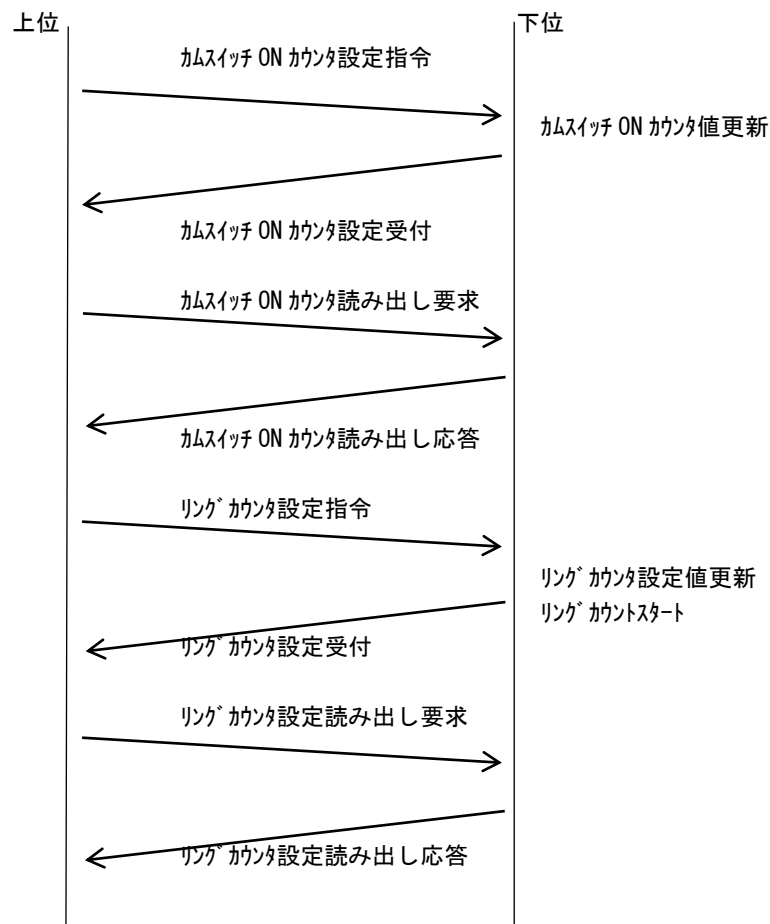 上位
下位
ｶﾑｽｲｯﾁ ON ｶｳﾝﾀ設定指令
ｶﾑｽｲｯﾁ ON ｶｳﾝﾀ値更新
ｶﾑｽｲｯﾁ ON ｶｳﾝﾀ設定受付
ｶﾑｽｲｯﾁ ON ｶｳﾝﾀ読み出し要求
ｶﾑｽｲｯﾁ ON ｶｳﾝﾀ読み出し応答
ﾘﾝｸﾞｶｳﾝﾀ設定指令
ﾘﾝｸﾞｶｳﾝﾀ設定値更新
ﾘﾝｸﾞｶｳﾝﾄｽﾀｰﾄ
ﾘﾝｸﾞｶｳﾝﾀ設定受付
ﾘﾝｸﾞｶｳﾝﾀ設定読み出し要求
ﾘﾝｸﾞｶｳﾝﾀ設定読み出し応答